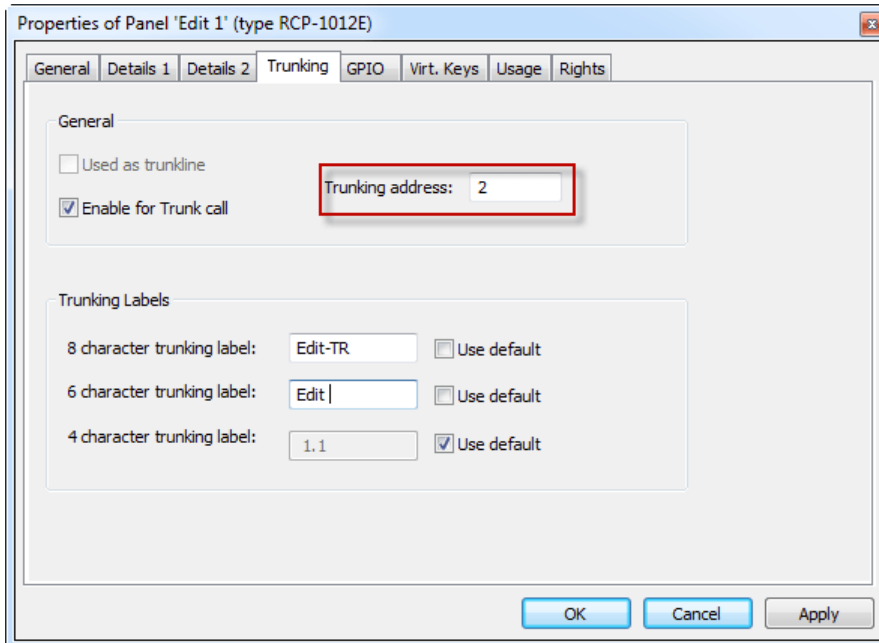 Properties of Panel 'Edit 1' (type RCP-1012E)
General Details 1 Details 2 Trunking GPIO Virt. Keys Usage Rights
General
Used as trunkline
Trunking address: 2
Enable for Trunk call
Trunking Labels
8 character trunking label: Edit-TR Use default
6 character trunking label: Edit Use default
4 character trunking label: 1.1 Use default
OK Cancel Apply